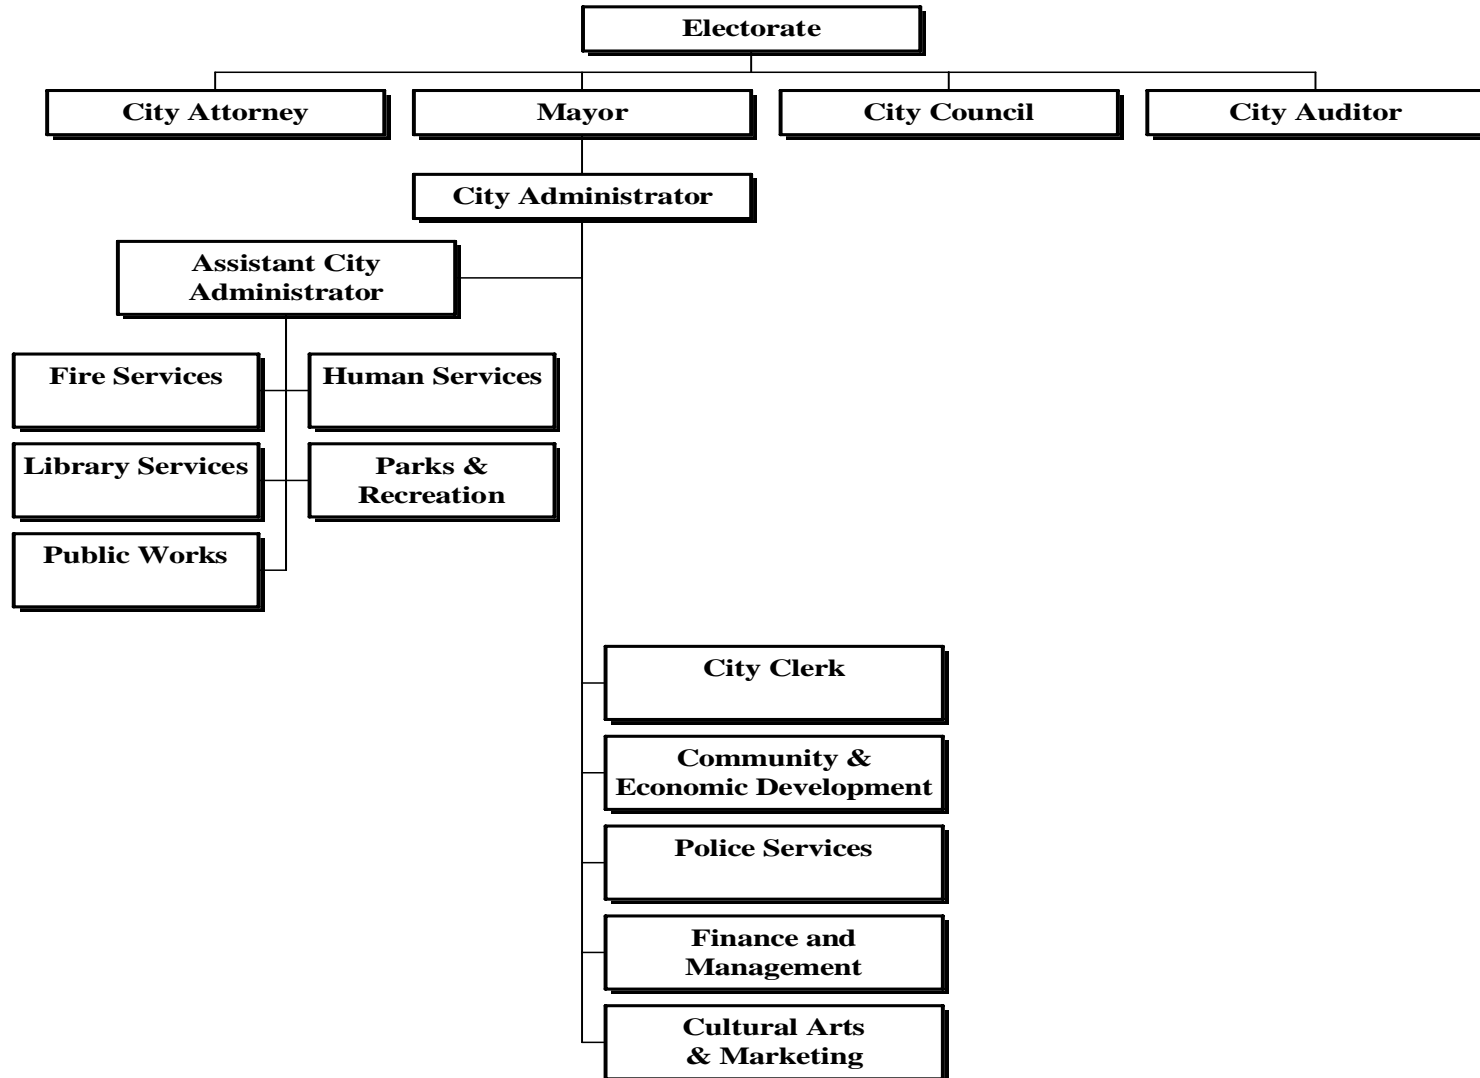 Electorate
City Attorney
Mayor
City Council
City Auditor
City Administrator
Assistant City
Administrator
Fire Services
Human Services
Library Services
Parks &
Recreation
Public Works
City Clerk
Community &
Economic Development
Police Services
Finance and
Management
Cultural Arts
& Marketing